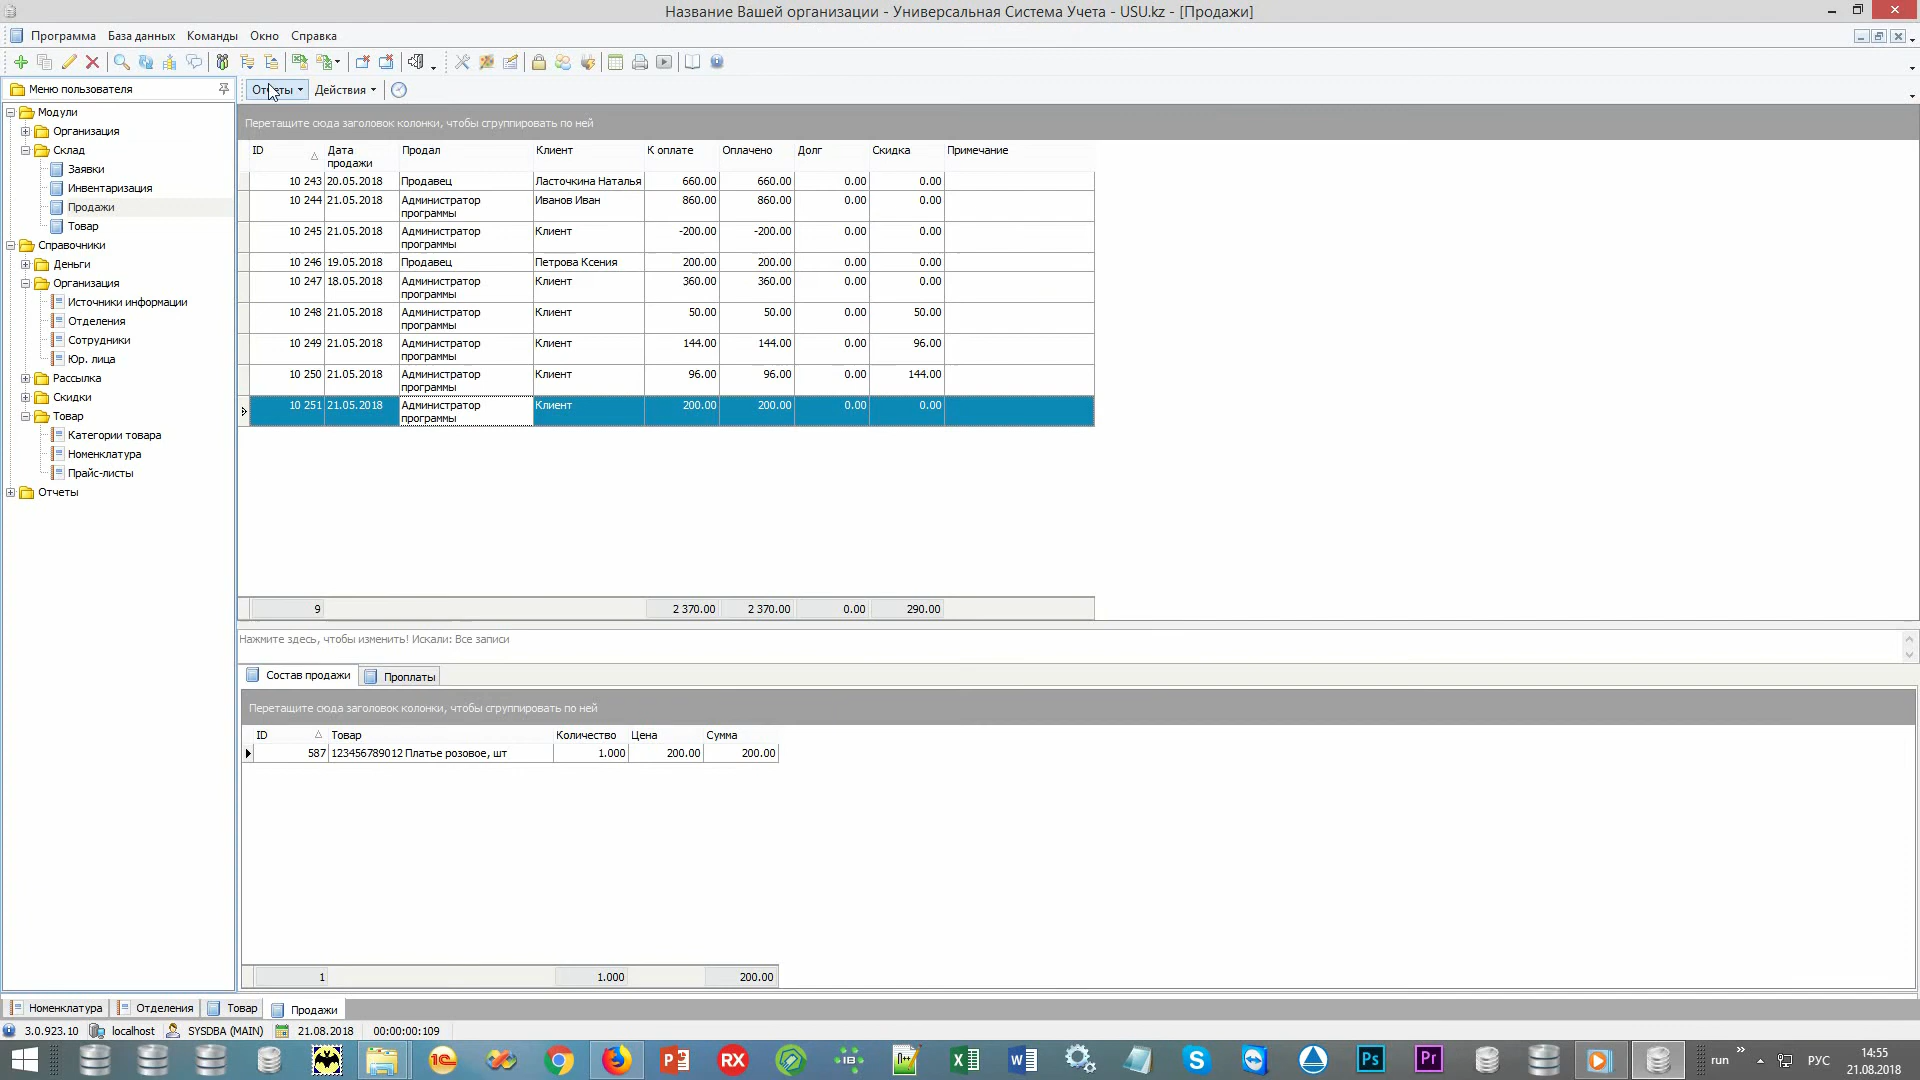 Название Вашей организации - Универсальная Система Учета - USU.kz - [Продажи]
Программа База данных Команды Окно Справка
Меню пользователя
Отчеты Действия
Модули
Организация
Склад
Заявки
Инвентаризация
Продажи
Товар
Справочники
Деньги
Организация
Источники информации
Отделения
Сотрудники
Юр. лица
Рассылка
Скидки
Товар
Категории товара
Номенклатура
Прайс-листы
Отчеты
Перетащите сюда заголовок колонки, чтобы сгруппировать по ней
ID Дата продажи Продал Клиент К оплате Оплачено Долг Скидка Примечание
10 243 20.05.2018 Продавец Ласточкина Наталья 660.00 660.00 0.00 0.00
10 244 21.05.2018 Администратор программы Иванов Иван 860.00 860.00 0.00 0.00
10 245 21.05.2018 Администратор программы Клиент -200.00 -200.00 0.00 0.00
10 246 19.05.2018 Продавец Петрова Ксения 200.00 200.00 0.00 0.00
10 247 18.05.2018 Администратор программы Клиент 360.00 360.00 0.00 0.00
10 248 21.05.2018 Администратор программы Клиент 50.00 50.00 0.00 50.00
10 249 21.05.2018 Администратор программы Клиент 144.00 144.00 0.00 96.00
10 250 21.05.2018 Администратор программы Клиент 96.00 96.00 0.00 144.00
10 251 21.05.2018 Администратор программы Клиент 200.00 200.00 0.00 0.00
9 2 370.00 2 370.00 0.00 290.00
Нажмите здесь, чтобы изменить! Искали: Все записи
Состав продажи Проплаты
Перетащите сюда заголовок колонки, чтобы сгруппировать по ней
ID Товар Количество Цена Сумма
587 123456789012 Платье розовое, шт 1.000 200.00 200.00
1 1.000 200.00
Номенклатура Отделения Товар Продажи
3.0.923.10 localhost SYSDBA (MAIN) 21.08.2018 00:00:00:109
run РУС 14:55
21.08.2018